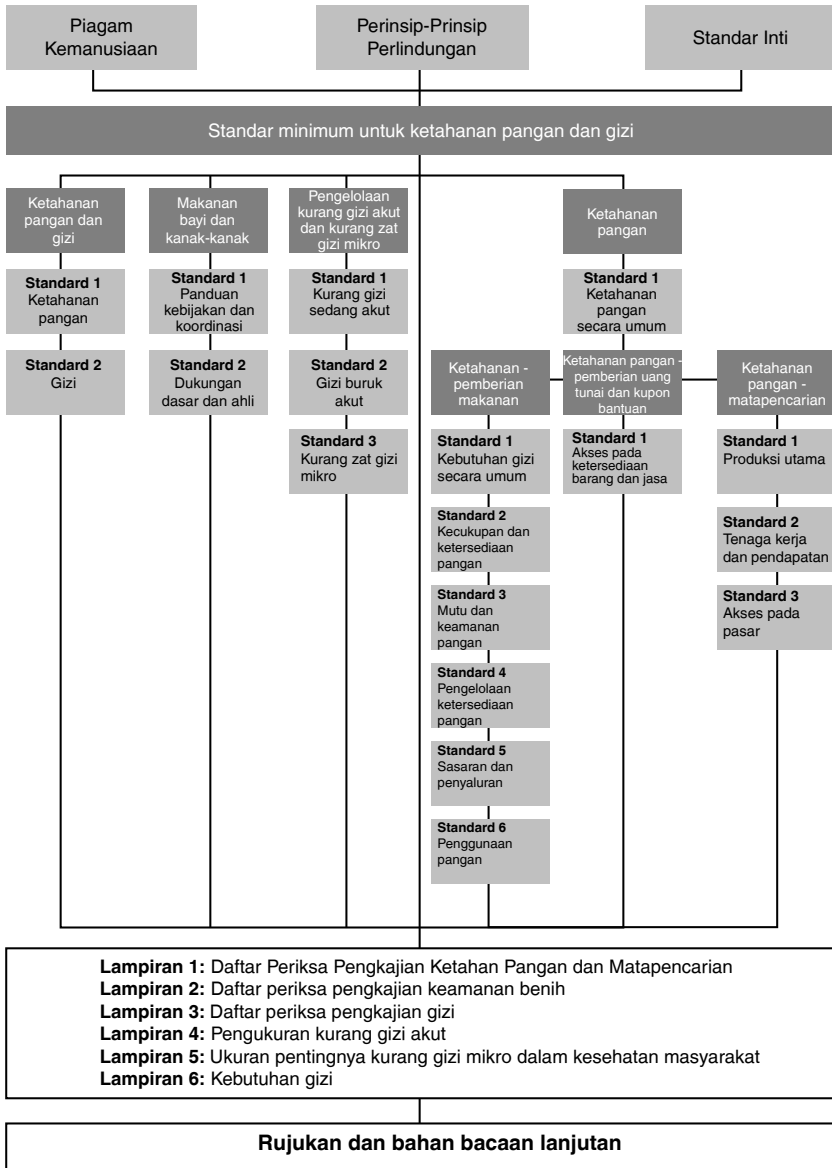 Piagam
Kemanusiaan
Perinsip-Prinsip
Perlindungan
Standar Inti
Standar minimum untuk ketahanan pangan dan gizi
Ketahanan
pangan dan
gizi
Standard 1
Ketahanan
pangan
Standard 2
Gizi
Makanan
bayi dan
kanak-kanak
Standard 1
Panduan
kebijakan dan
koordinasi
Standard 2
Dukungan
dasar dan ahli
Pengelolaan
kurang gizi akut
dan kurang zat
gizi mikro
Standard 1
Kurang gizi
sedang akut
Standard 2
Gizi buruk
akut
Standard 3
Kurang zat gizi
mikro
Ketahanan
pangan
Standard 1
Ketahanan
pangan
secara umum
Ketahanan -
pemberian
makanan
Standard 1
Kebutuhan gizi
secara umum
Standard 2
Kecukupan dan
ketersediaan
pangan
Standard 3
Mutu dan
keamanan
pangan
Standard 4
Pengelolaan
ketersediaan
pangan
Standard 5
Sasaran dan
penyaluran
Standard 6
Penggunaan
pangan
Ketahanan pangan -
pemberian uang
tunai dan kupon
bantuan
Standard 1
Akses pada
ketersediaan
barang dan jasa
Ketahanan
pangan -
matapencarian
Standard 1
Produksi utama
Standard 2
Tenaga kerja
dan pendapatan
Standard 3
Akses pada
pasar
Lampiran 1: Daftar Periksa Pengkajian Ketahan Pangan dan Matapencarian
Lampiran 2: Daftar periksa pengkajian keamanan benih
Lampiran 3: Daftar periksa pengkajian gizi
Lampiran 4: Pengukuran kurang gizi akut
Lampiran 5: Ukuran pentingnya kurang gizi mikro dalam kesehatan masyarakat
Lampiran 6: Kebutuhan gizi
Rujukan dan bahan bacaan lanjutan